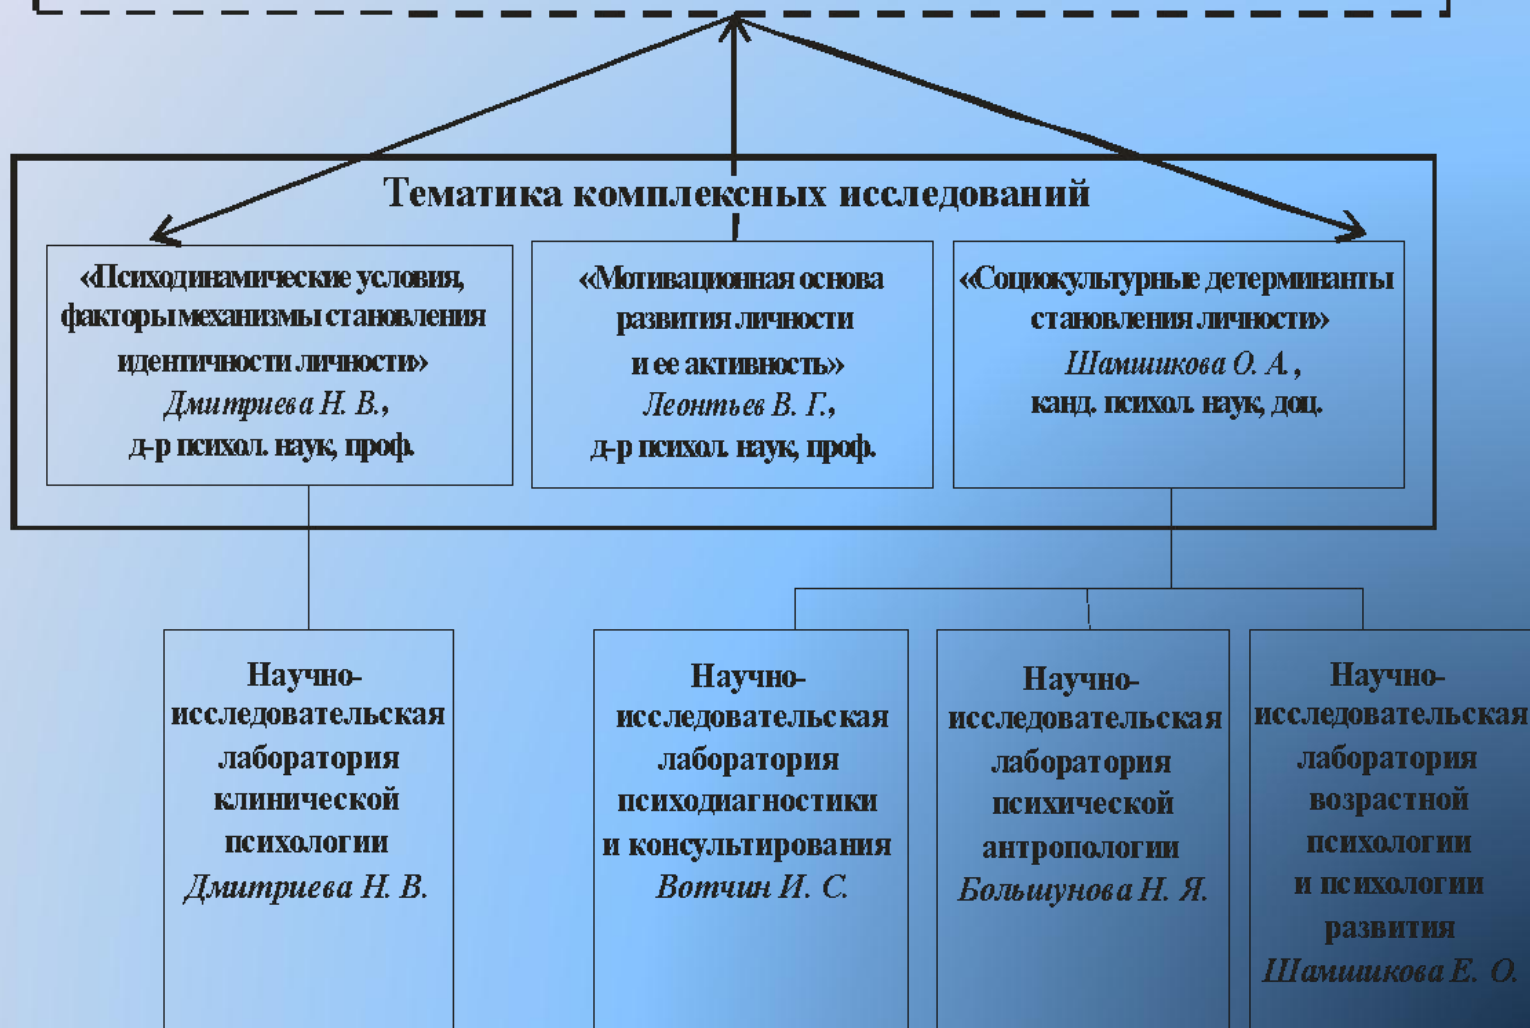 Тематика комплексных исследований
«Психодинамические условия,
факторы механизмы становления
идентичности личности»
Дмитриева Н. В.,
д-р психол. наук, проф.
«Мотивационная основа
развития личности
и ее активность»
Леонтьев В. Г.,
д-р психол. наук, проф.
«Социокультурные детерминанты
становления личности»
Шамшикова О. А.,
канд. психол. наук, доц.
Научно-
исследовательская
лаборатория
клинической
психологии
Дмитриева Н. В.
Научно-
исследовательская
лаборатория
психодиагностики
и консультирования
Вотчин И. С.
Научно-
исследовательская
лаборатория
психической
антропологии
Большунова Н. Я.
Научно-
исследовательская
лаборатория
возрастной
психологии
и психологии
развития
Шамшикова Е. О.